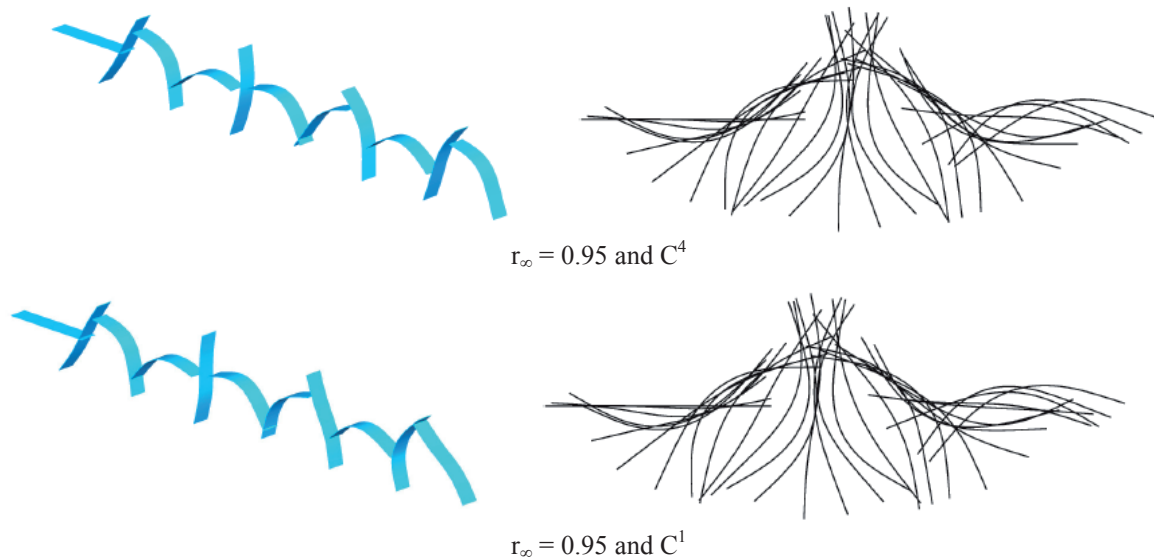 r∞ = 0.95 and C⁴
r∞ = 0.95 and C¹